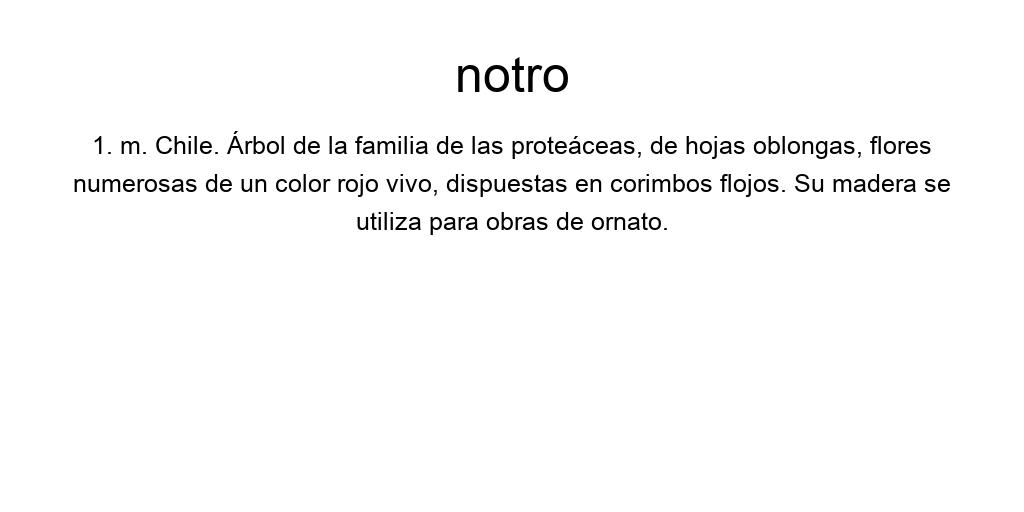 notro
1. m. Chile. Árbol de la familia de las proteáceas, de hojas oblongas, flores
numerosas de un color rojo vivo, dispuestas en corimbos flojos. Su madera se
utiliza para obras de ornato.